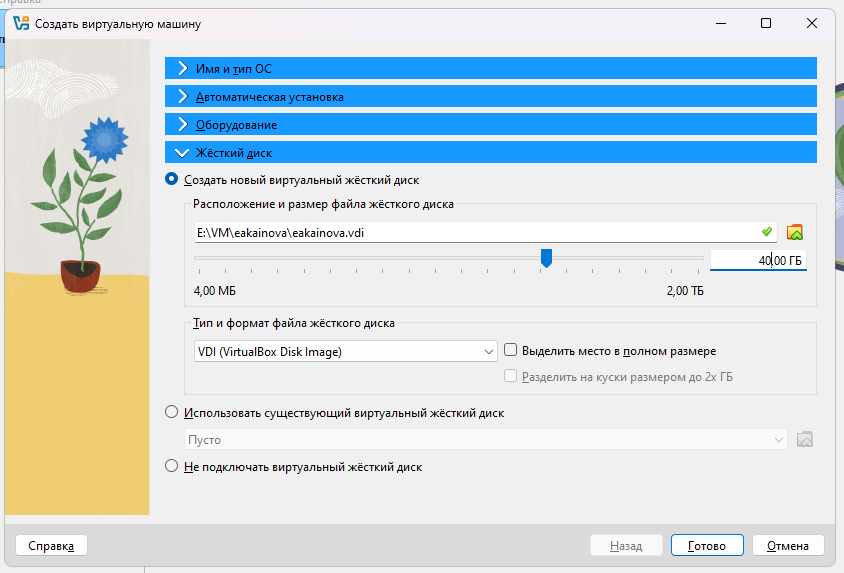 Справка
Создать виртуальную машину
Имя и тип ОС
Автоматическая установка
Оборудование
Жёсткий диск
Создать новый виртуальный жёсткий диск
Расположение и размер файла жёсткого диска
E:\VM\eakainova\eakainova.vdi
40,00 ГБ
4,00 МБ
2,00 ТБ
Тип и формат файла жёсткого диска
VDI (VirtualBox Disk Image)
Выделить место в полном размере
Разделить на куски размером до 2х ГБ
Использовать существующий виртуальный жёсткий диск
Пусто
Не подключать виртуальный жёсткий диск
Справка
Назад
Готово
Отмена